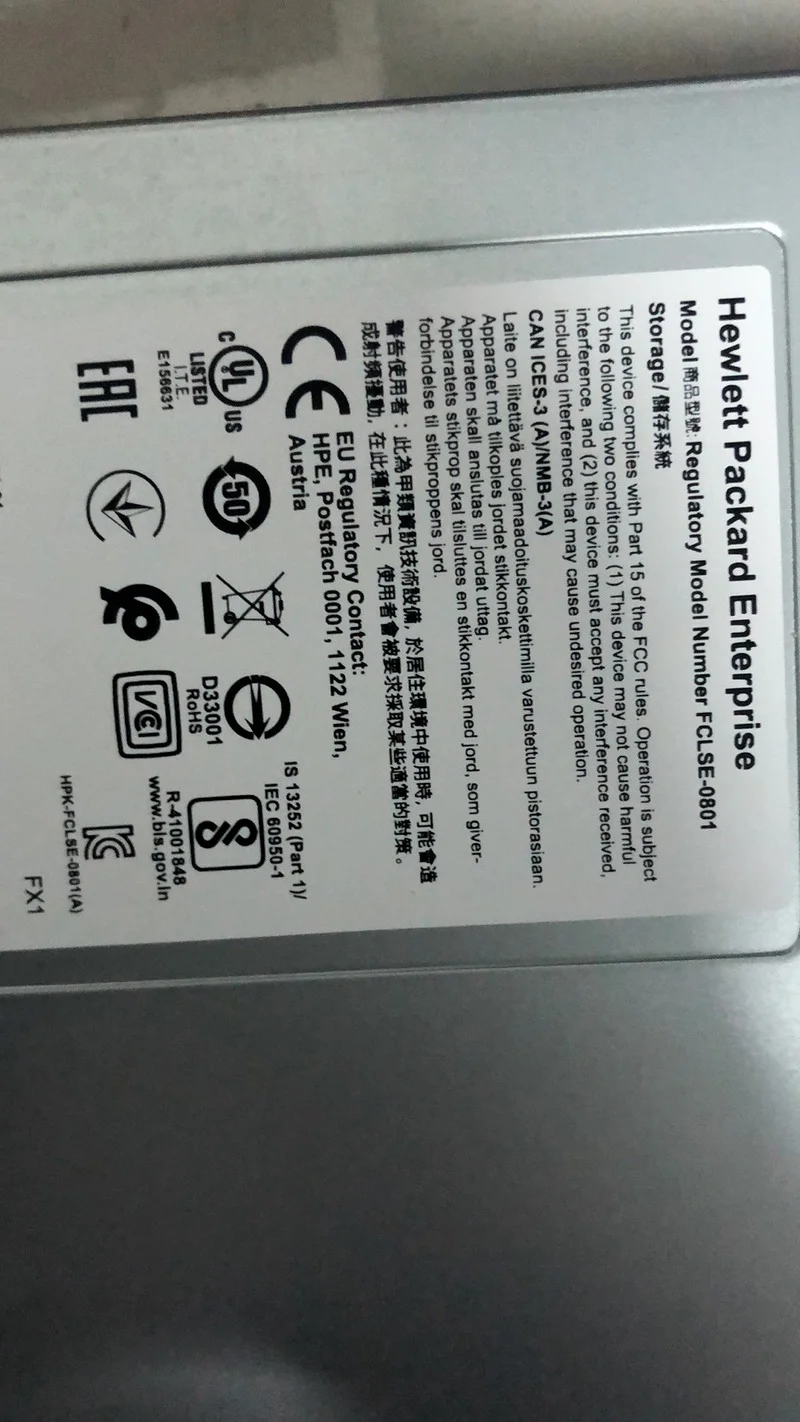 Hewlett Packard Enterprise
Model 商品型號: Regulatory Model Number FCLSE-0801
Storage/ 儲存系統
This device complies with Part 15 of the FCC rules. Operation is subject
to the following two conditions: (1) This device may not cause harmful
interference, and (2) this device must accept any interference received,
including interference that may cause undesired operation.
CAN ICES-3 (A)/NMB-3(A)
Laite on liitettävä suojamaadoituskoskettimilla varustettuun pistorasiaan.
Apparatet må tilkoples jordet stikkontakt.
Apparaten skall anslutas till jordat uttag.
Apparatets stikprop skal tilsluttes en stikkontakt med jord, som giver-
forbindelse til stikproppens jord.
警告使用者：此為甲類資訊技術設備, 於居住環境中使用時, 可能會造
成射頻擾動, 在此種情況下, 使用者會被要求採取某些適當的對策。
CE
EU Regulatory Contact:
HPE, Postfach 0001, 1122 Wien,
Austria
C UL US
LISTED
I.T.E.
E156631
50
D33001
RoHS
IS 13252 (Part 1)/
IEC 60950-1
R-41001848
www.bis.gov.in
EAC
VCI
HPK-FCLSE-0801(A)
FX1